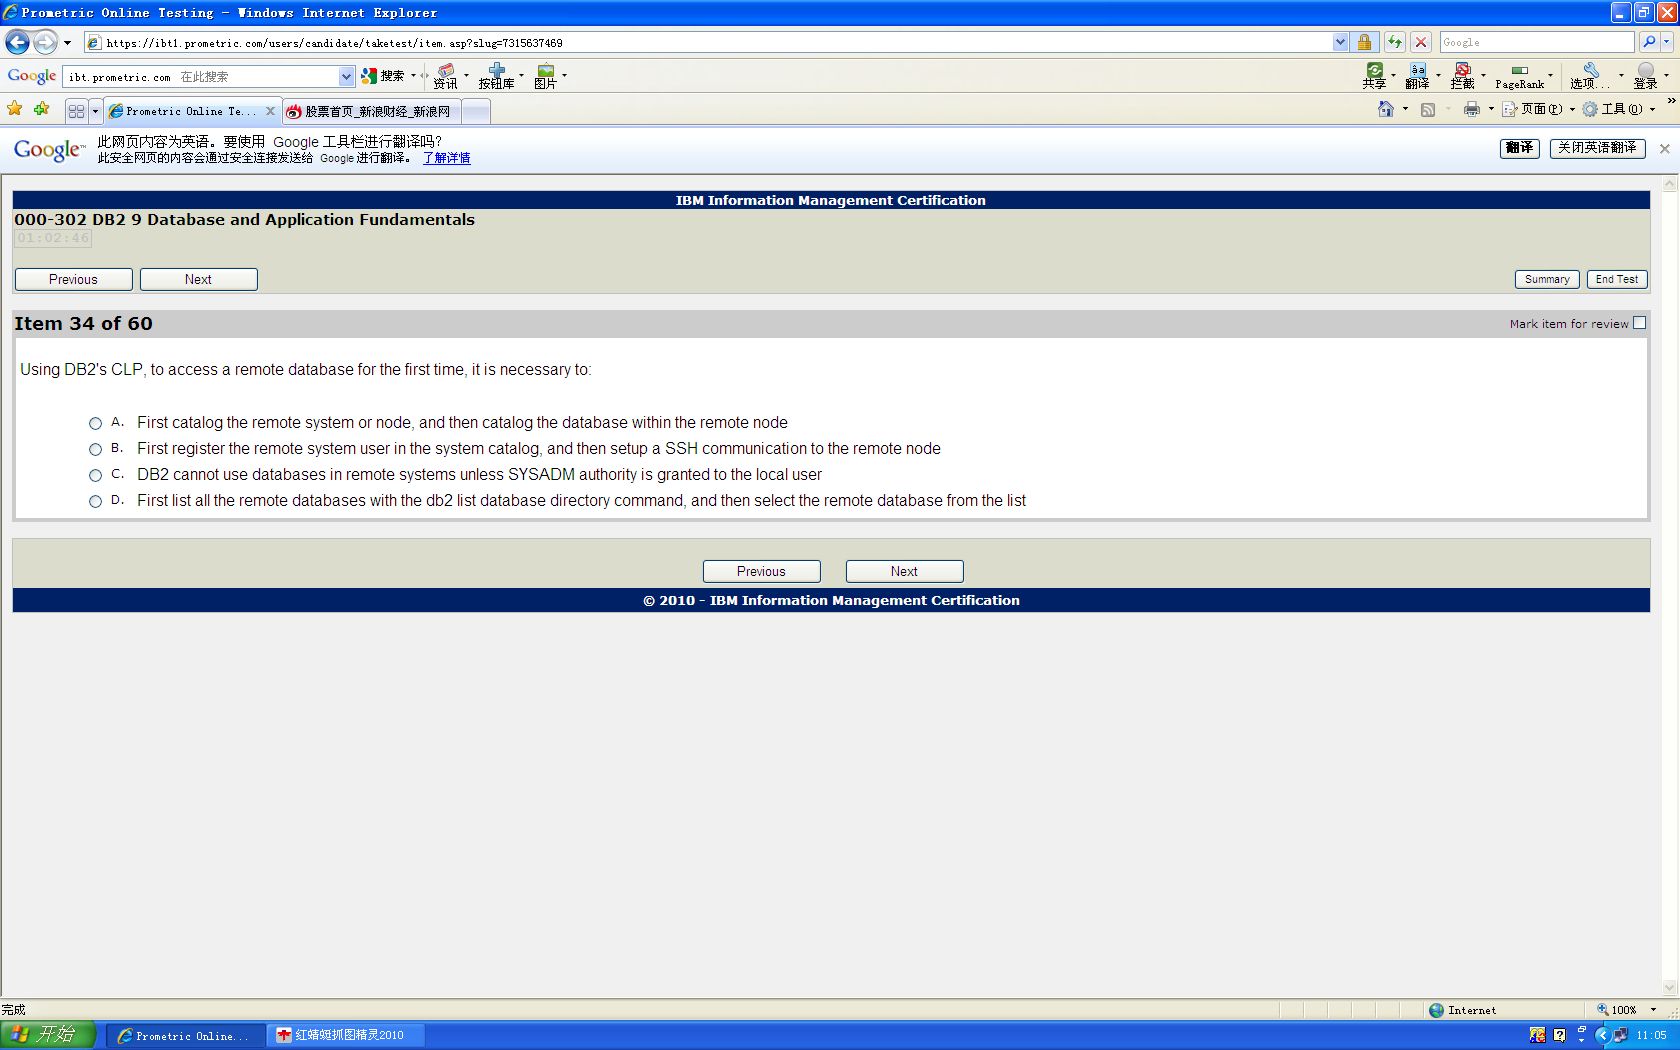 Prometric Online Testing - Windows Internet Explorer
https://ibt1.prometric.com/users/candidate/taketest/item.asp?slug=7315637469
Google
Google ibt.prometric.com 在此搜索 搜索 资讯 按钮库 图片 共享 翻译 拦截 PageRank 选项... 登录
Prometric Online Te... 股票首页_新浪财经_新浪网 页面(P) 工具(O) »
Google™ 此网页内容为英语。要使用 Google 工具栏进行翻译吗? 翻译 关闭英语翻译
此安全网页的内容会通过安全连接发送给 Google 进行翻译。 了解详情
IBM Information Management Certification
000-302 DB2 9 Database and Application Fundamentals
01:02:46
Previous Next Summary End Test
Item 34 of 60 Mark item for review
Using DB2's CLP, to access a remote database for the first time, it is necessary to:
A. First catalog the remote system or node, and then catalog the database within the remote node
B. First register the remote system user in the system catalog, and then setup a SSH communication to the remote node
C. DB2 cannot use databases in remote systems unless SYSADM authority is granted to the local user
D. First list all the remote databases with the db2 list database directory command, and then select the remote database from the list
Previous Next
© 2010 - IBM Information Management Certification
完成 Internet 100%
开始 Prometric Online... 红蜻蜓抓图精灵2010 11:05